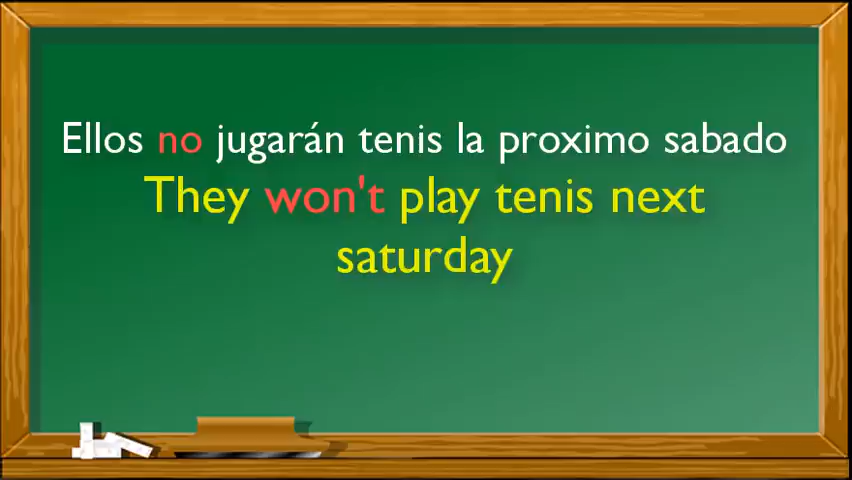 Ellos no jugarán tenis la proximo sabado
They won't play tenis next
saturday